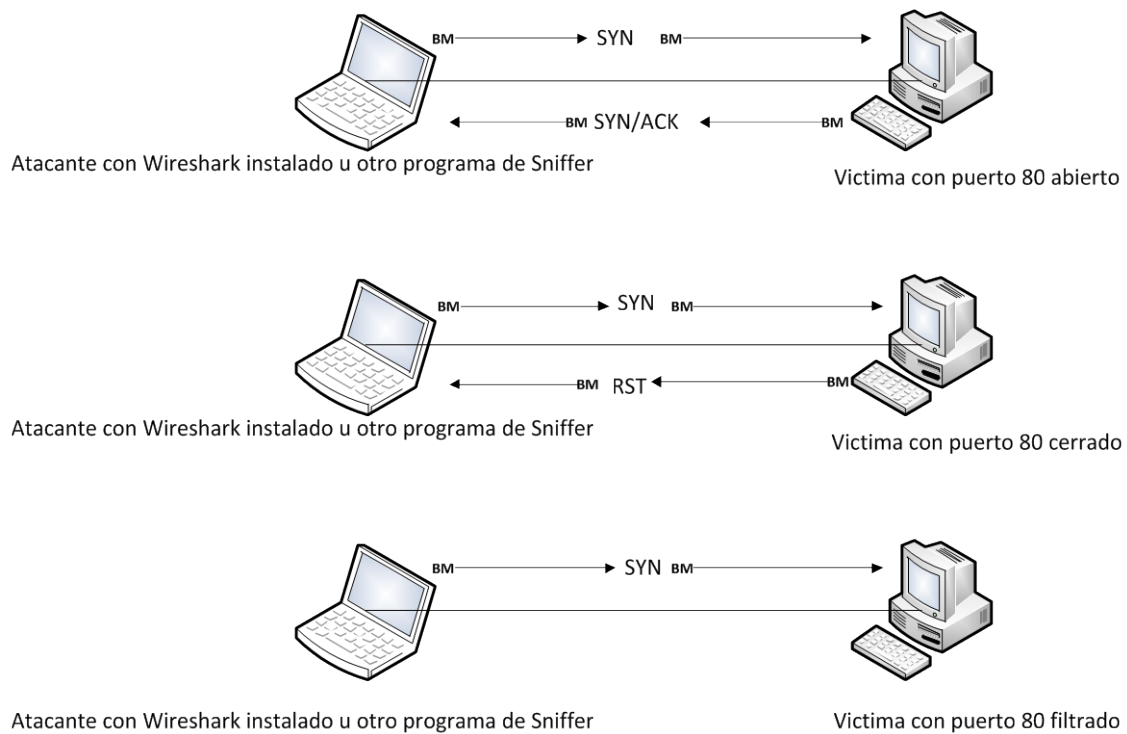 BM SYN BM
BM SYN/ACK BM
Atacante con Wireshark instalado u otro programa de Sniffer
Victima con puerto 80 abierto
BM SYN BM
BM RST BM
Atacante con Wireshark instalado u otro programa de Sniffer
Victima con puerto 80 cerrado
BM SYN BM
Atacante con Wireshark instalado u otro programa de Sniffer
Victima con puerto 80 filtrado